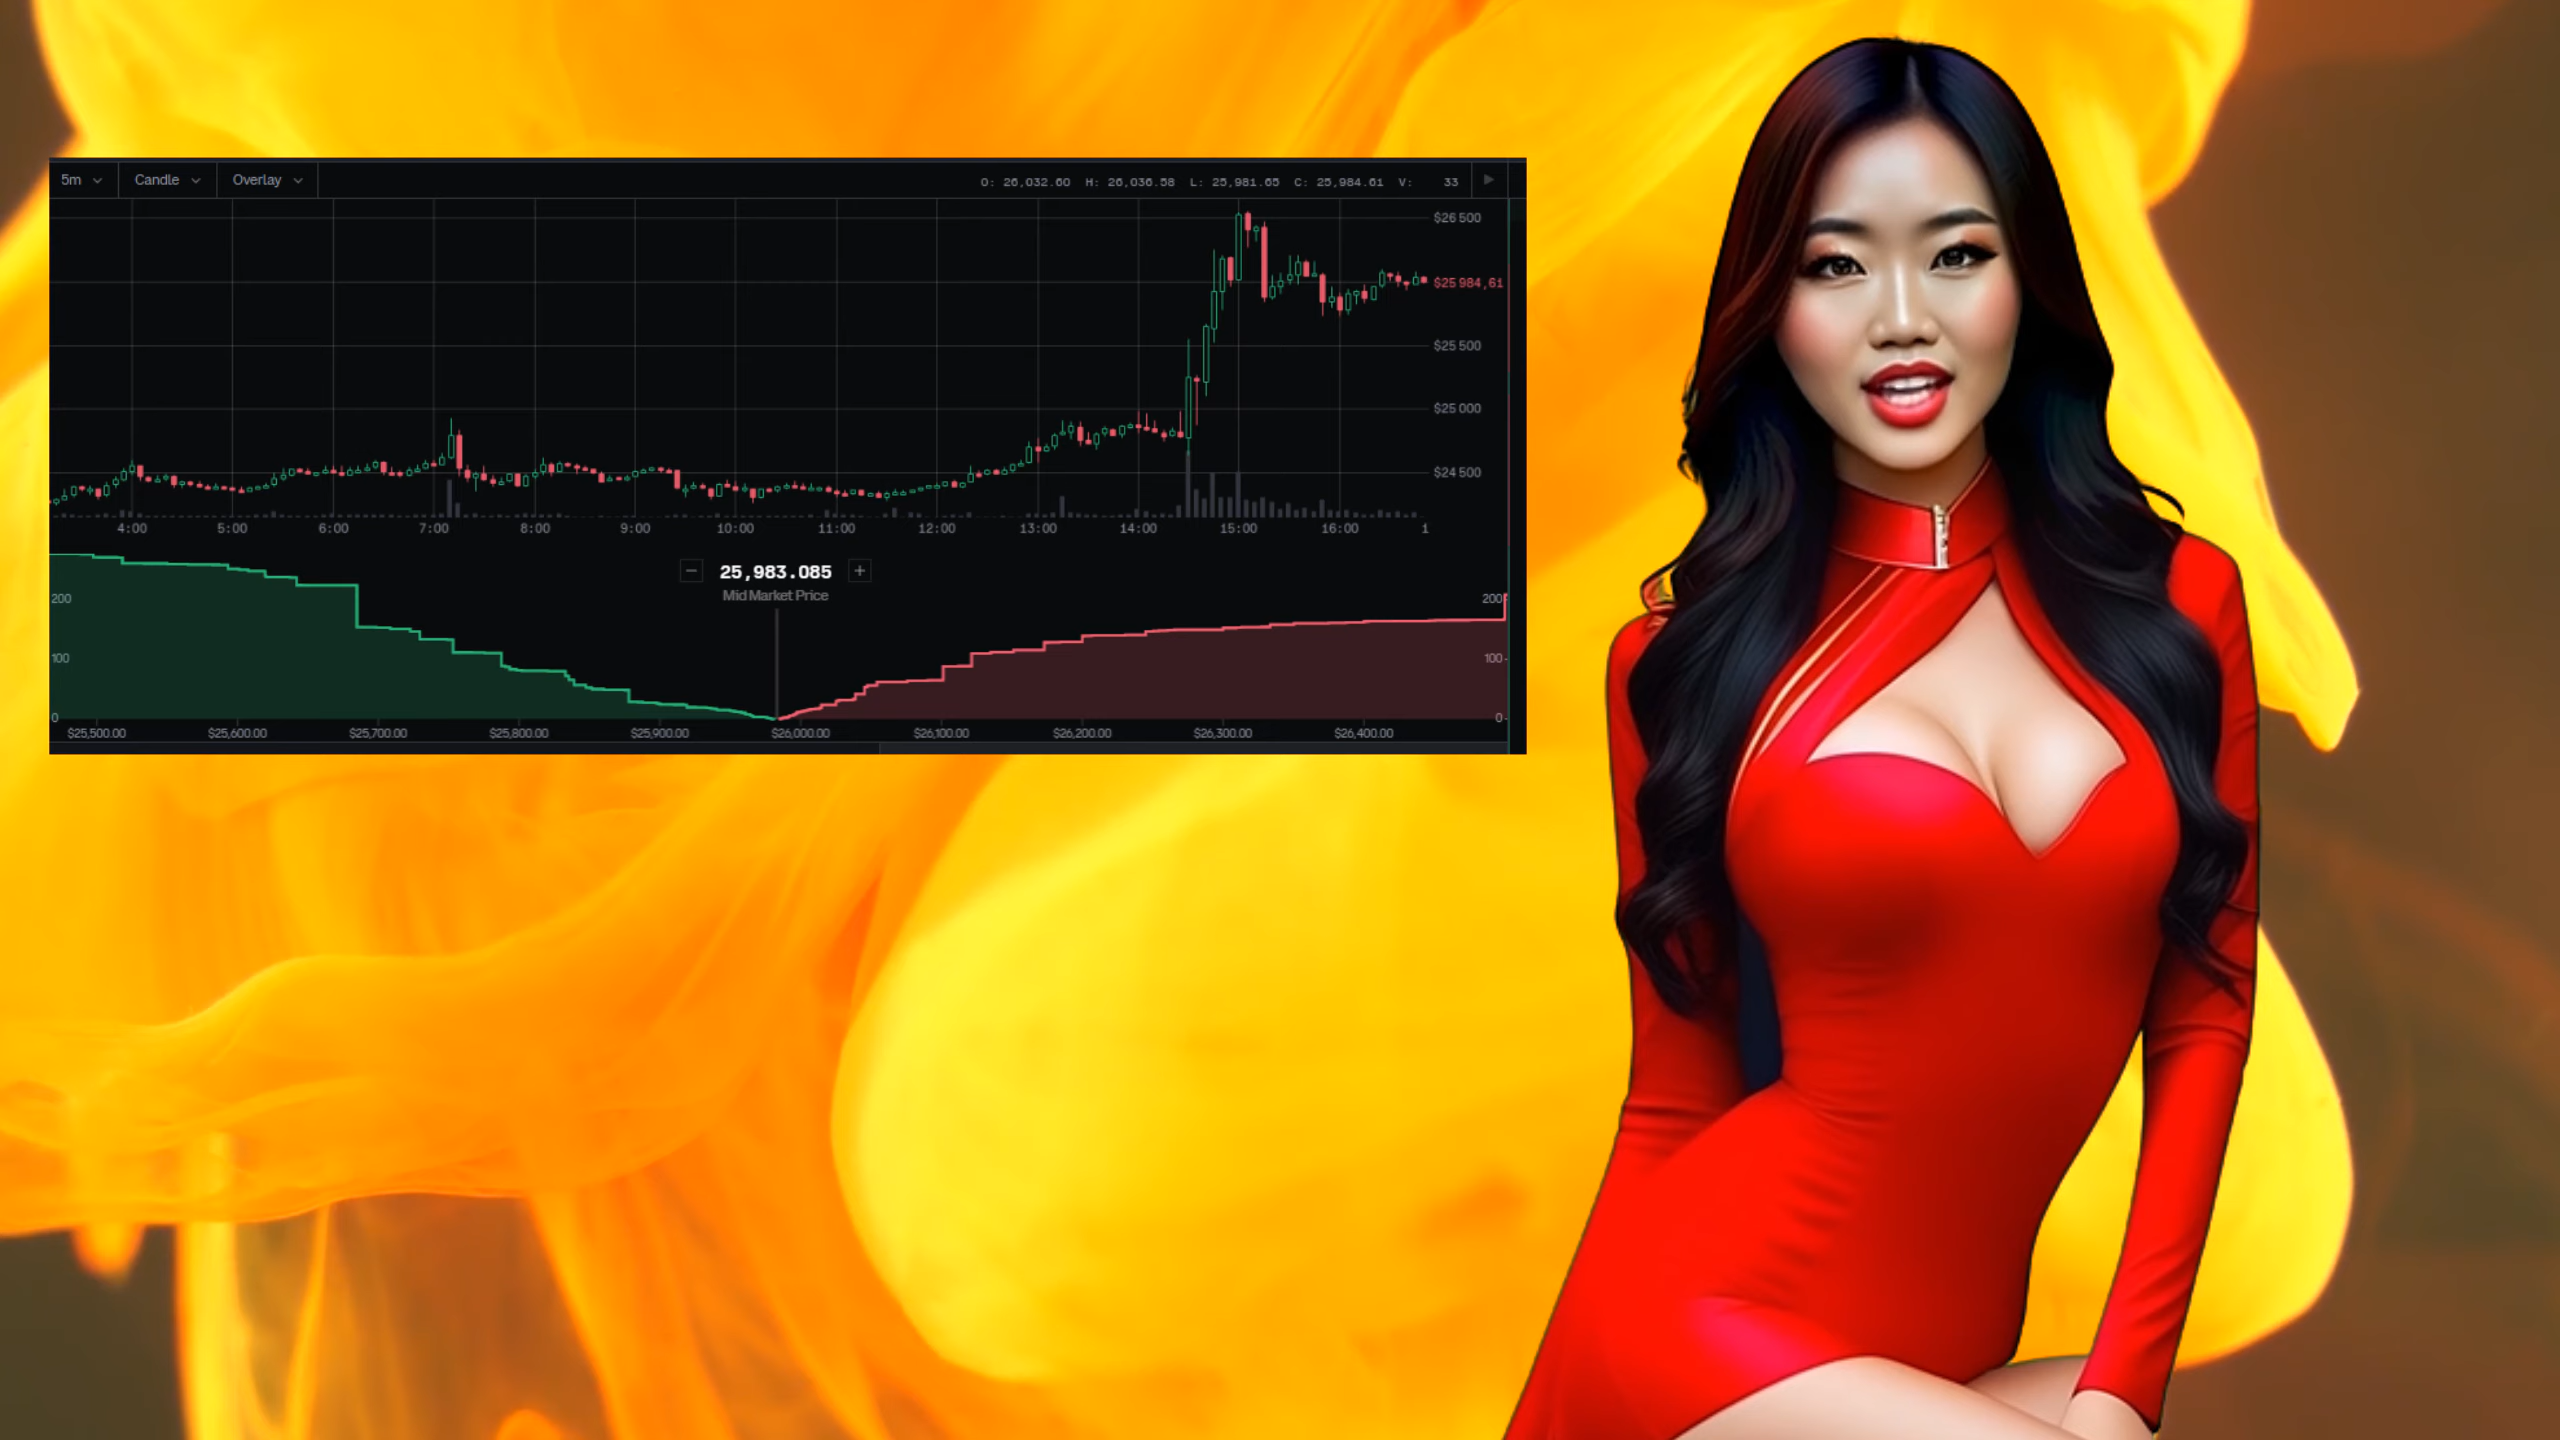 5m Candle Overlay O: 26,032.60 H: 26,036.58 L: 25,981.65 C: 25,984.61 V: 33
$26 500
$25 984,61
$25 500
$25 000
$24 500
4:00 5:00 6:00 7:00 8:00 9:00 10:00 11:00 12:00 13:00 14:00 15:00 16:00 1
− 25,983.085 +
Mid Market Price
200 200
100 100
0 0
$25,500.00 $25,600.00 $25,700.00 $25,800.00 $25,900.00 $26,000.00 $26,100.00 $26,200.00 $26,300.00 $26,400.00